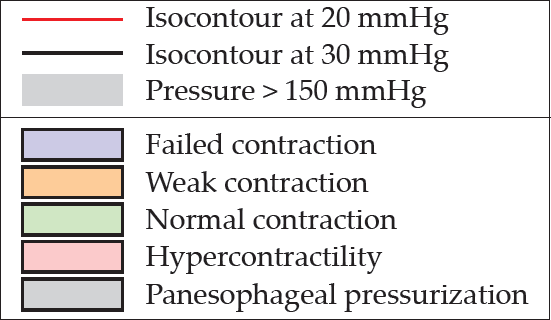 Isocontour at 20 mmHg
Isocontour at 30 mmHg
Pressure > 150 mmHg
Failed contraction
Weak contraction
Normal contraction
Hypercontractility
Panesophageal pressurization